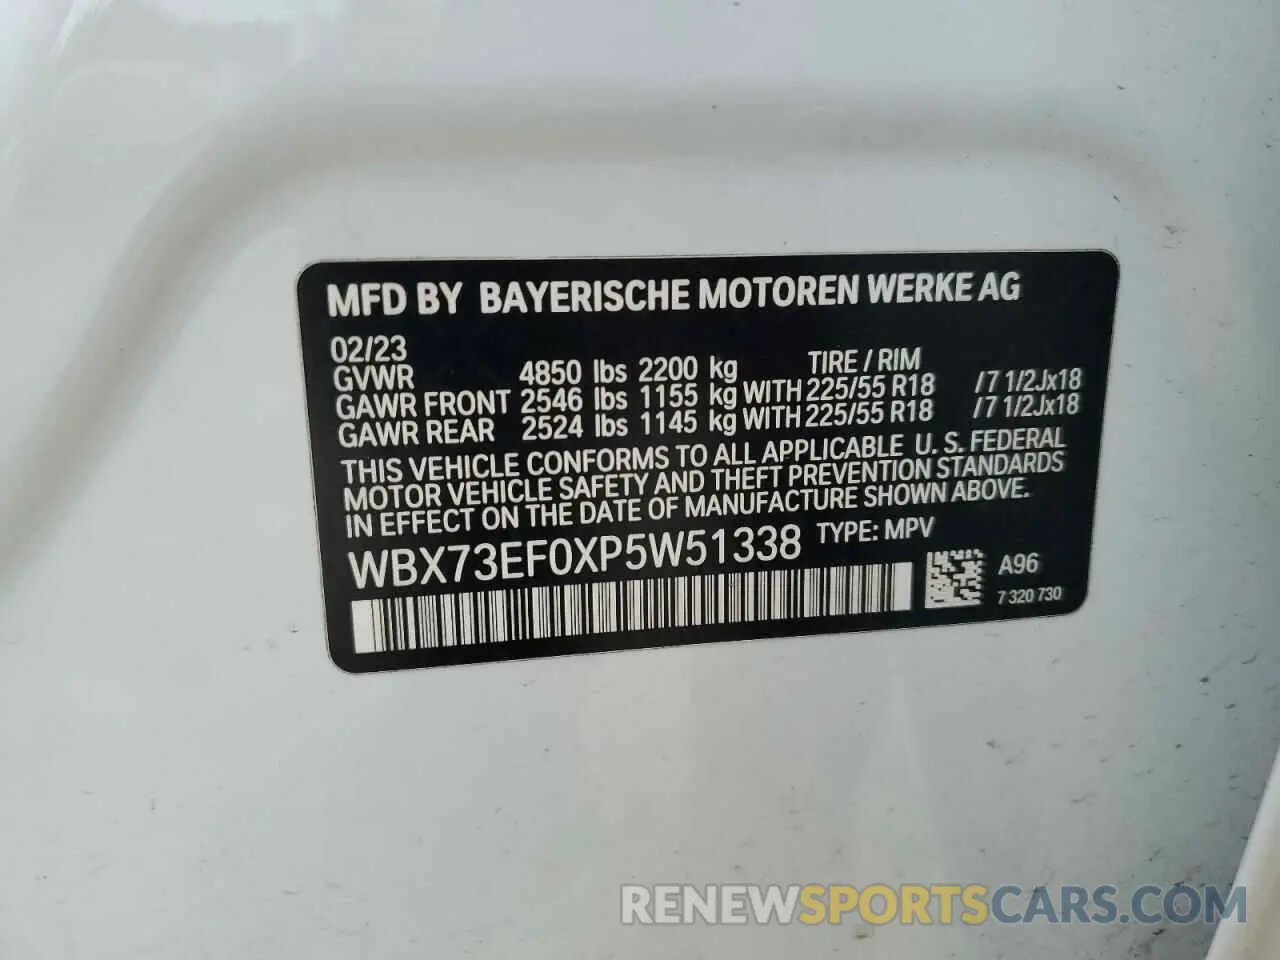 MFD BY BAYERISCHE MOTOREN WERKE AG
02/23
TIRE / RIM
GVWR 4850 lbs 2200 kg
GAWR FRONT 2546 lbs 1155 kg WITH 225/55 R18 /7 1/2Jx18
GAWR REAR 2524 lbs 1145 kg WITH 225/55 R18 /7 1/2Jx18
THIS VEHICLE CONFORMS TO ALL APPLICABLE U. S. FEDERAL
MOTOR VEHICLE SAFETY AND THEFT PREVENTION STANDARDS
IN EFFECT ON THE DATE OF MANUFACTURE SHOWN ABOVE.
WBX73EF0XP5W51338 TYPE: MPV
A96
7 320 730
RENEWSPORTSCARS.COM